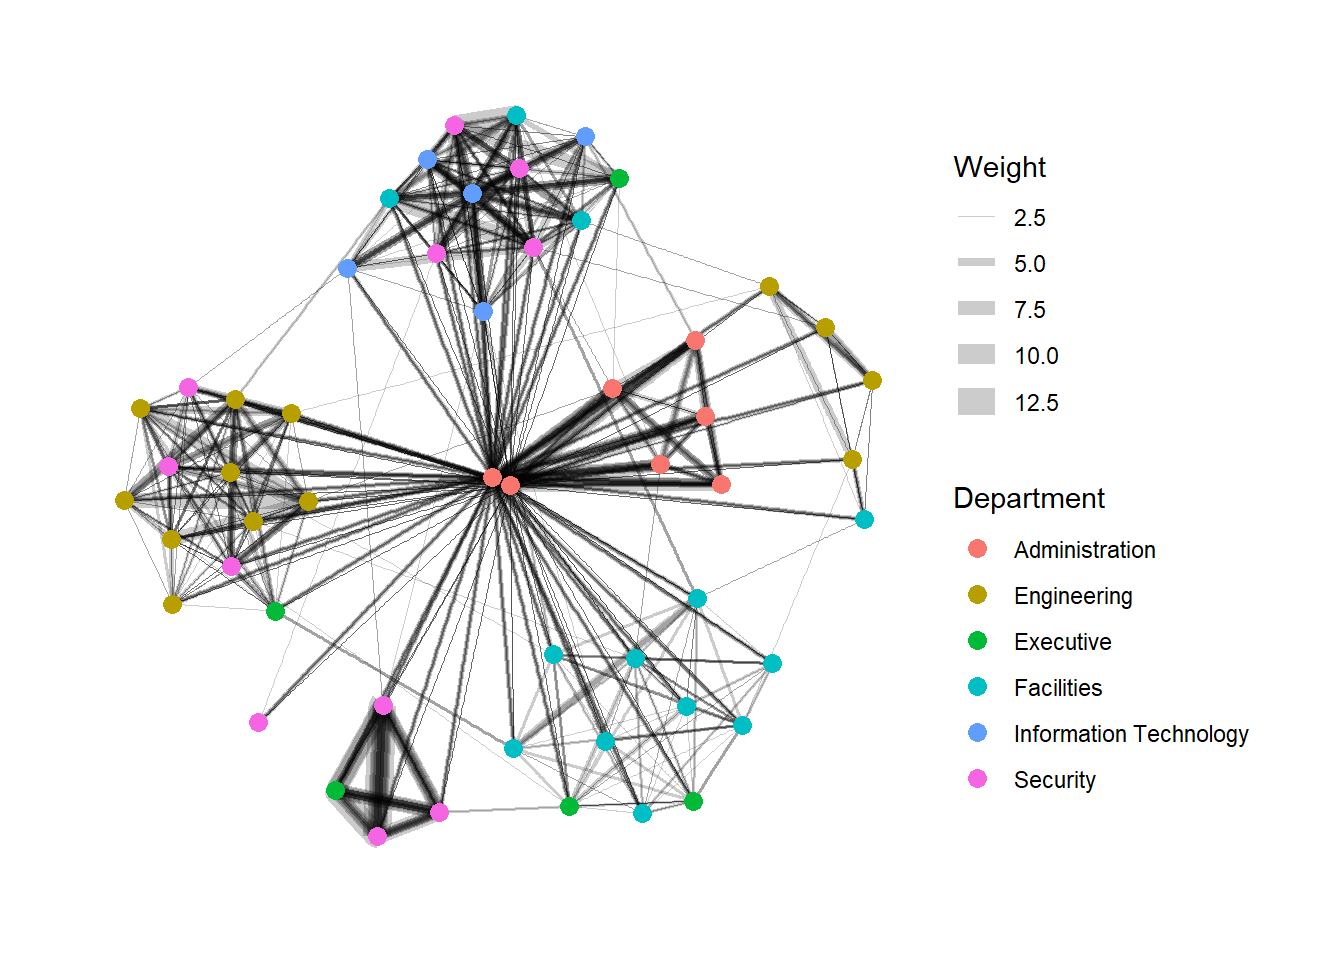 Weight
2.5
5.0
7.5
10.0
12.5
Department
Administration
Engineering
Executive
Facilities
Information Technology
Security